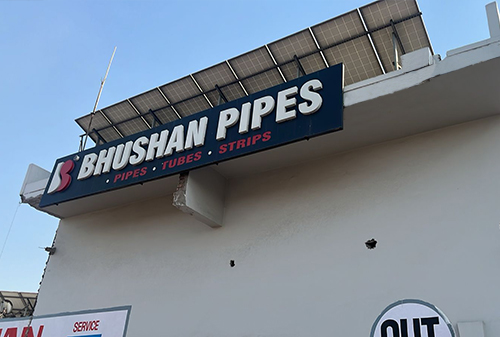 BHUSHAN PIPES
• PIPES • TUBES • STRIPS
SERVICE
OUT